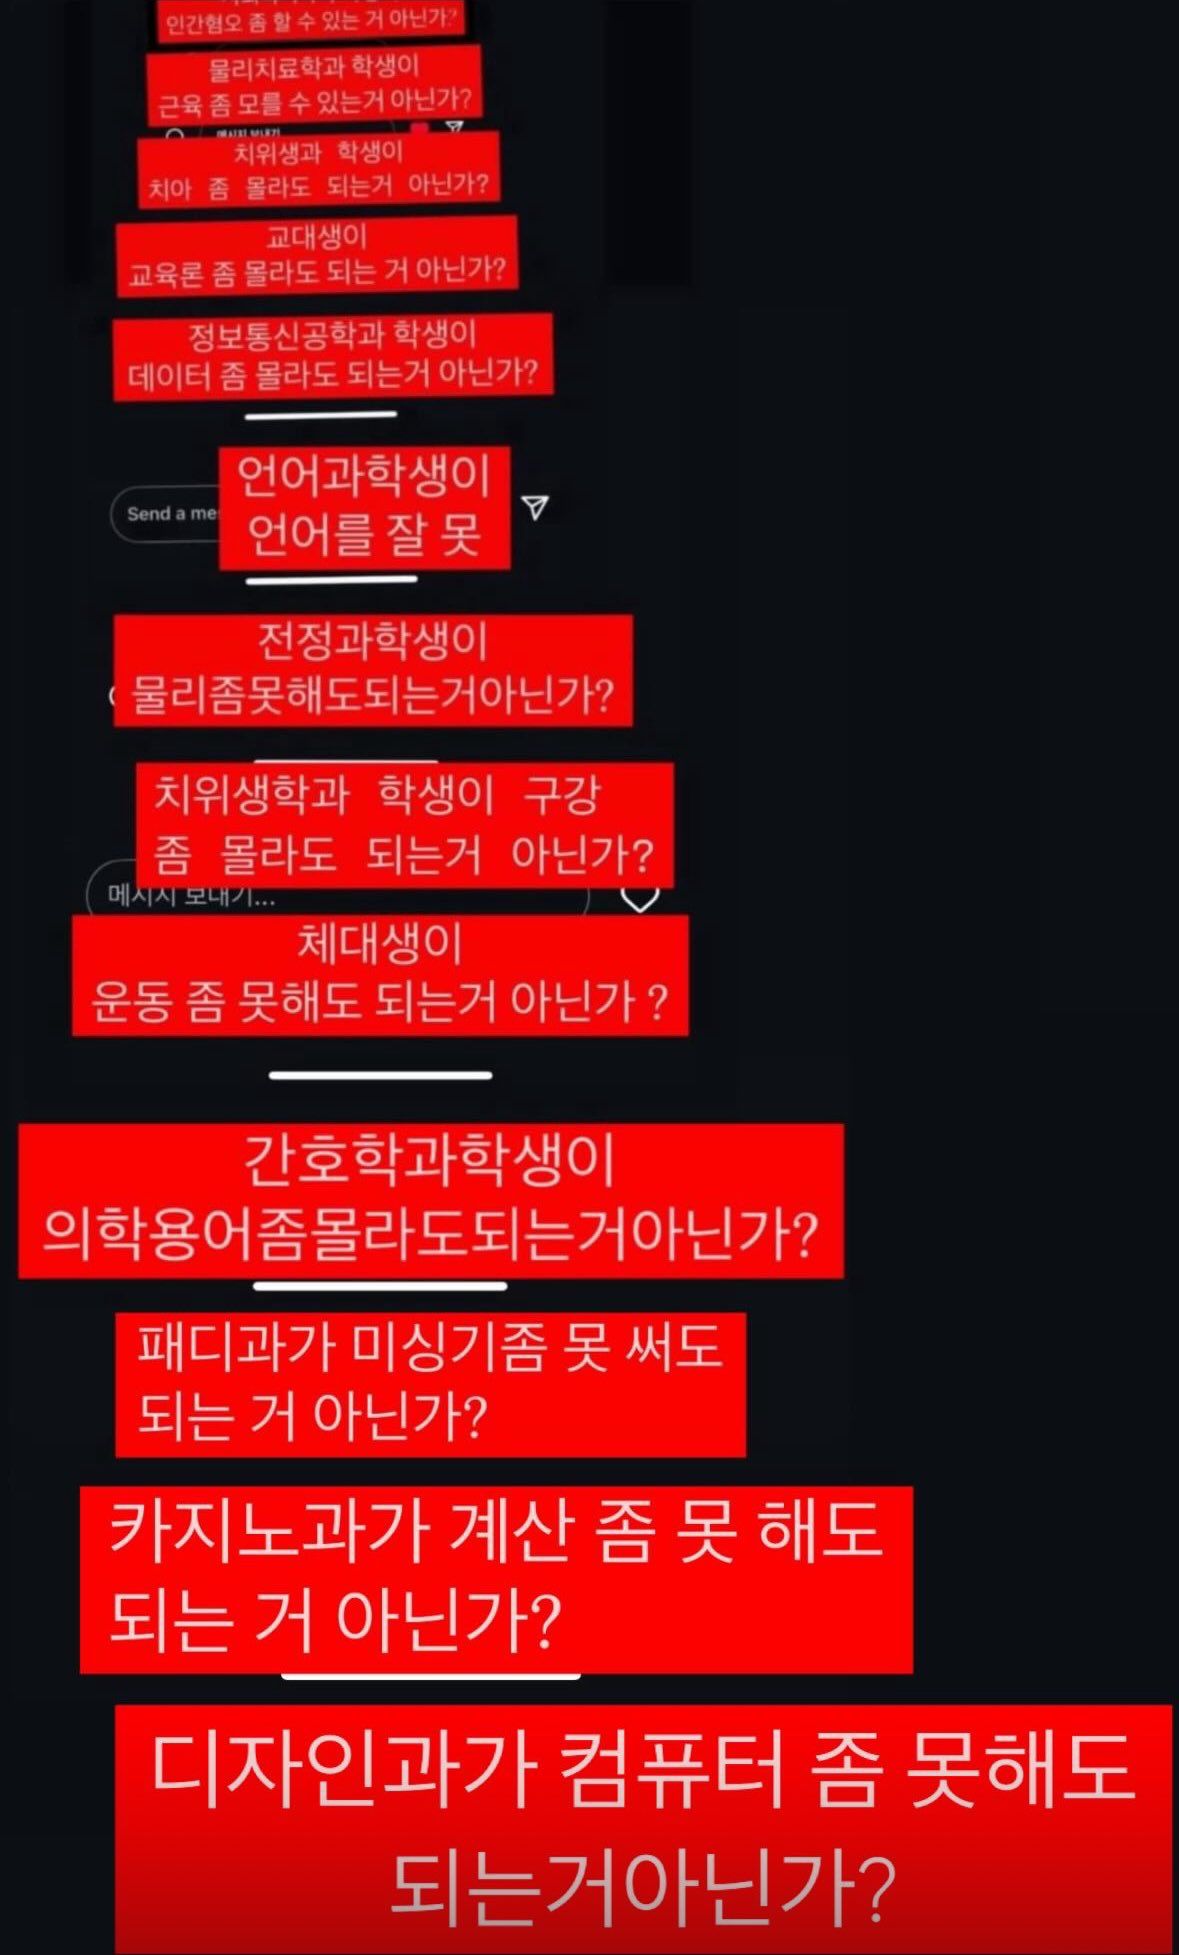 인간혐오 좀 할 수 있는 거 아닌가?
물리치료학과 학생이
근육 좀 모를 수 있는거 아닌가?
메시지 보내기
치위생과 학생이
치아 좀 몰라도 되는거 아닌가?
교대생이
교육론 좀 몰라도 되는 거 아닌가?
정보통신공학과 학생이
데이터 좀 몰라도 되는거 아닌가?
언어과학생이
Send a me
언어를 잘 못
전정과학생이
물리좀못해도되는거아닌가?
치위생학과 학생이 구강
좀 몰라도 되는거 아닌가?
메시지 보내기...
체대생이
운동 좀 못해도 되는거 아닌가 ?
간호학과학생이
의학용어좀몰라도되는거아닌가?
패디과가 미싱기좀 못 써도
되는 거 아닌가?
카지노과가 계산 좀 못 해도
되는 거 아닌가?
디자인과가 컴퓨터 좀 못해도
되는거아닌가?